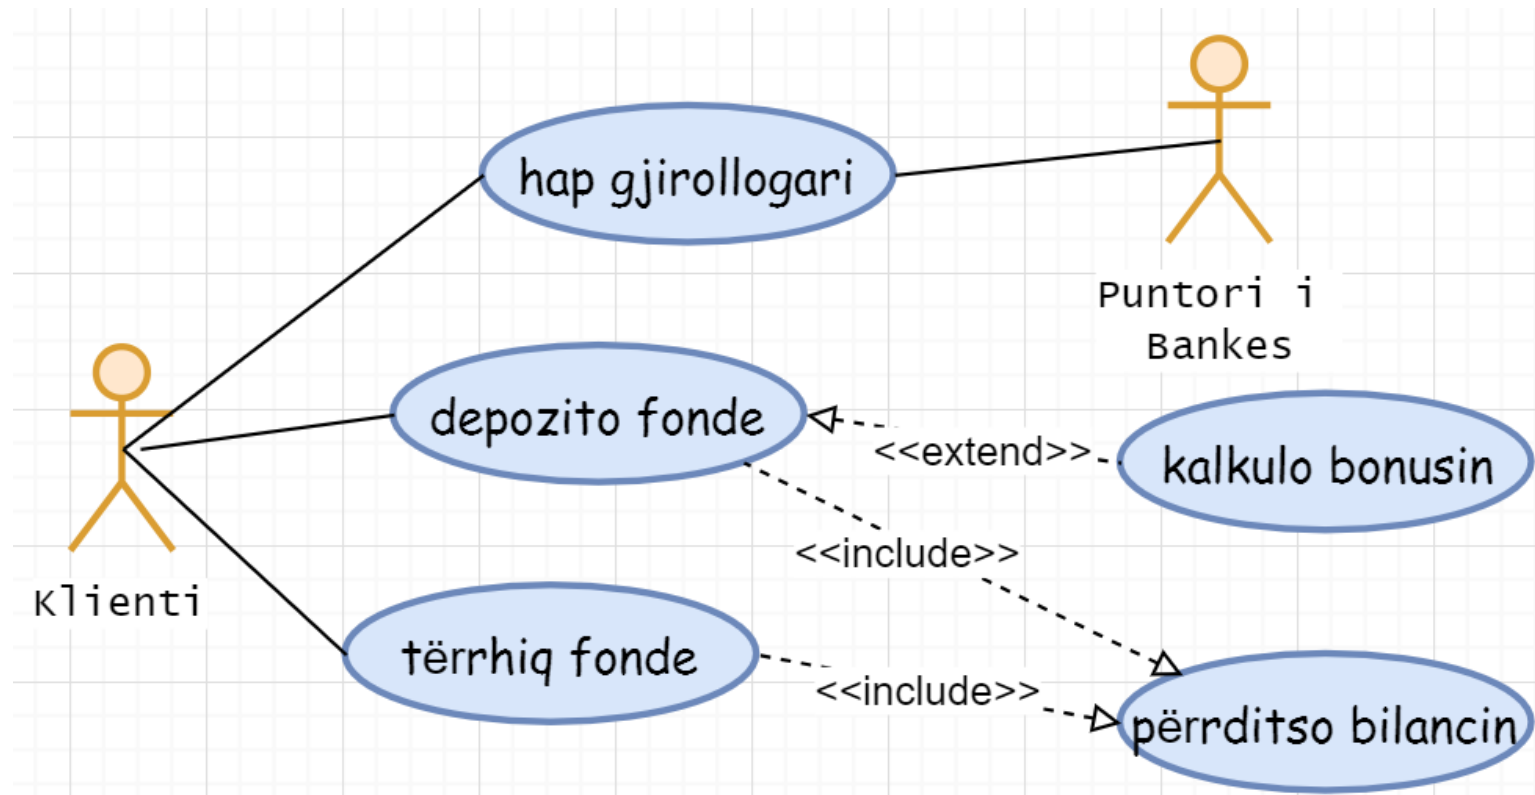 hap gjirollogari
Puntori i
Bankes
depozito fonde
<<extend>>
kalkulo bonusin
<<include>>
Klienti
tërrhiq fonde
<<include>>
përrditso bilancin